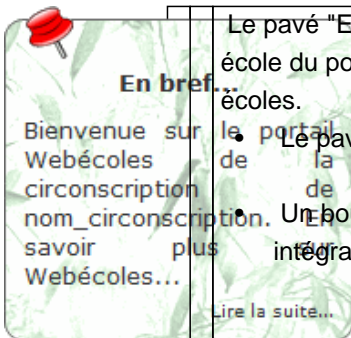 Le pavé "E
école du po
écoles.
• Le pav
• Un bo
intégra
En bref...
Bienvenue sur le portail
Webécoles de la
circonscription de
nom_circonscription. En
savoir plus sur
Webécoles...
Lire la suite...